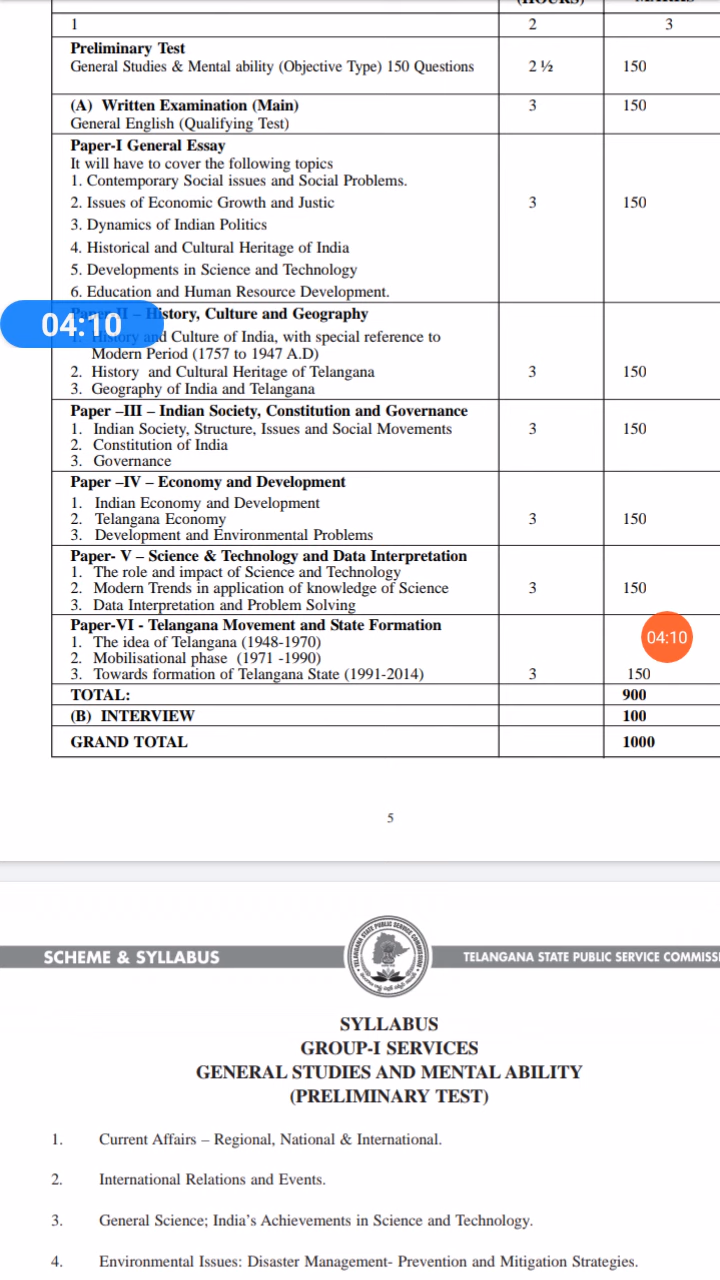 (HOURS)
1 2 3
Preliminary Test
General Studies & Mental ability (Objective Type) 150 Questions 2 ½ 150
(A) Written Examination (Main) 3 150
General English (Qualifying Test)
Paper-I General Essay
It will have to cover the following topics
1. Contemporary Social issues and Social Problems.
2. Issues of Economic Growth and Justic 3 150
3. Dynamics of Indian Politics
4. Historical and Cultural Heritage of India
5. Developments in Science and Technology
6. Education and Human Resource Development.
Paper-II – History, Culture and Geography
04:10
1. History and Culture of India, with special reference to
Modern Period (1757 to 1947 A.D)
2. History and Cultural Heritage of Telangana 3 150
3. Geography of India and Telangana
Paper –III – Indian Society, Constitution and Governance
1. Indian Society, Structure, Issues and Social Movements 3 150
2. Constitution of India
3. Governance
Paper –IV – Economy and Development
1. Indian Economy and Development
2. Telangana Economy 3 150
3. Development and Environmental Problems
Paper- V – Science & Technology and Data Interpretation
1. The role and impact of Science and Technology
2. Modern Trends in application of knowledge of Science 3 150
3. Data Interpretation and Problem Solving
Paper-VI - Telangana Movement and State Formation
1. The idea of Telangana (1948-1970) 04:10
2. Mobilisational phase (1971 -1990)
3. Towards formation of Telangana State (1991-2014) 3 150
TOTAL: 900
(B) INTERVIEW 100
GRAND TOTAL 1000
5
SCHEME & SYLLABUS TELANGANA STATE PUBLIC SERVICE COMMISS
SYLLABUS
GROUP-I SERVICES
GENERAL STUDIES AND MENTAL ABILITY
(PRELIMINARY TEST)
1. Current Affairs – Regional, National & International.
2. International Relations and Events.
3. General Science; India's Achievements in Science and Technology.
4. Environmental Issues: Disaster Management- Prevention and Mitigation Strategies.